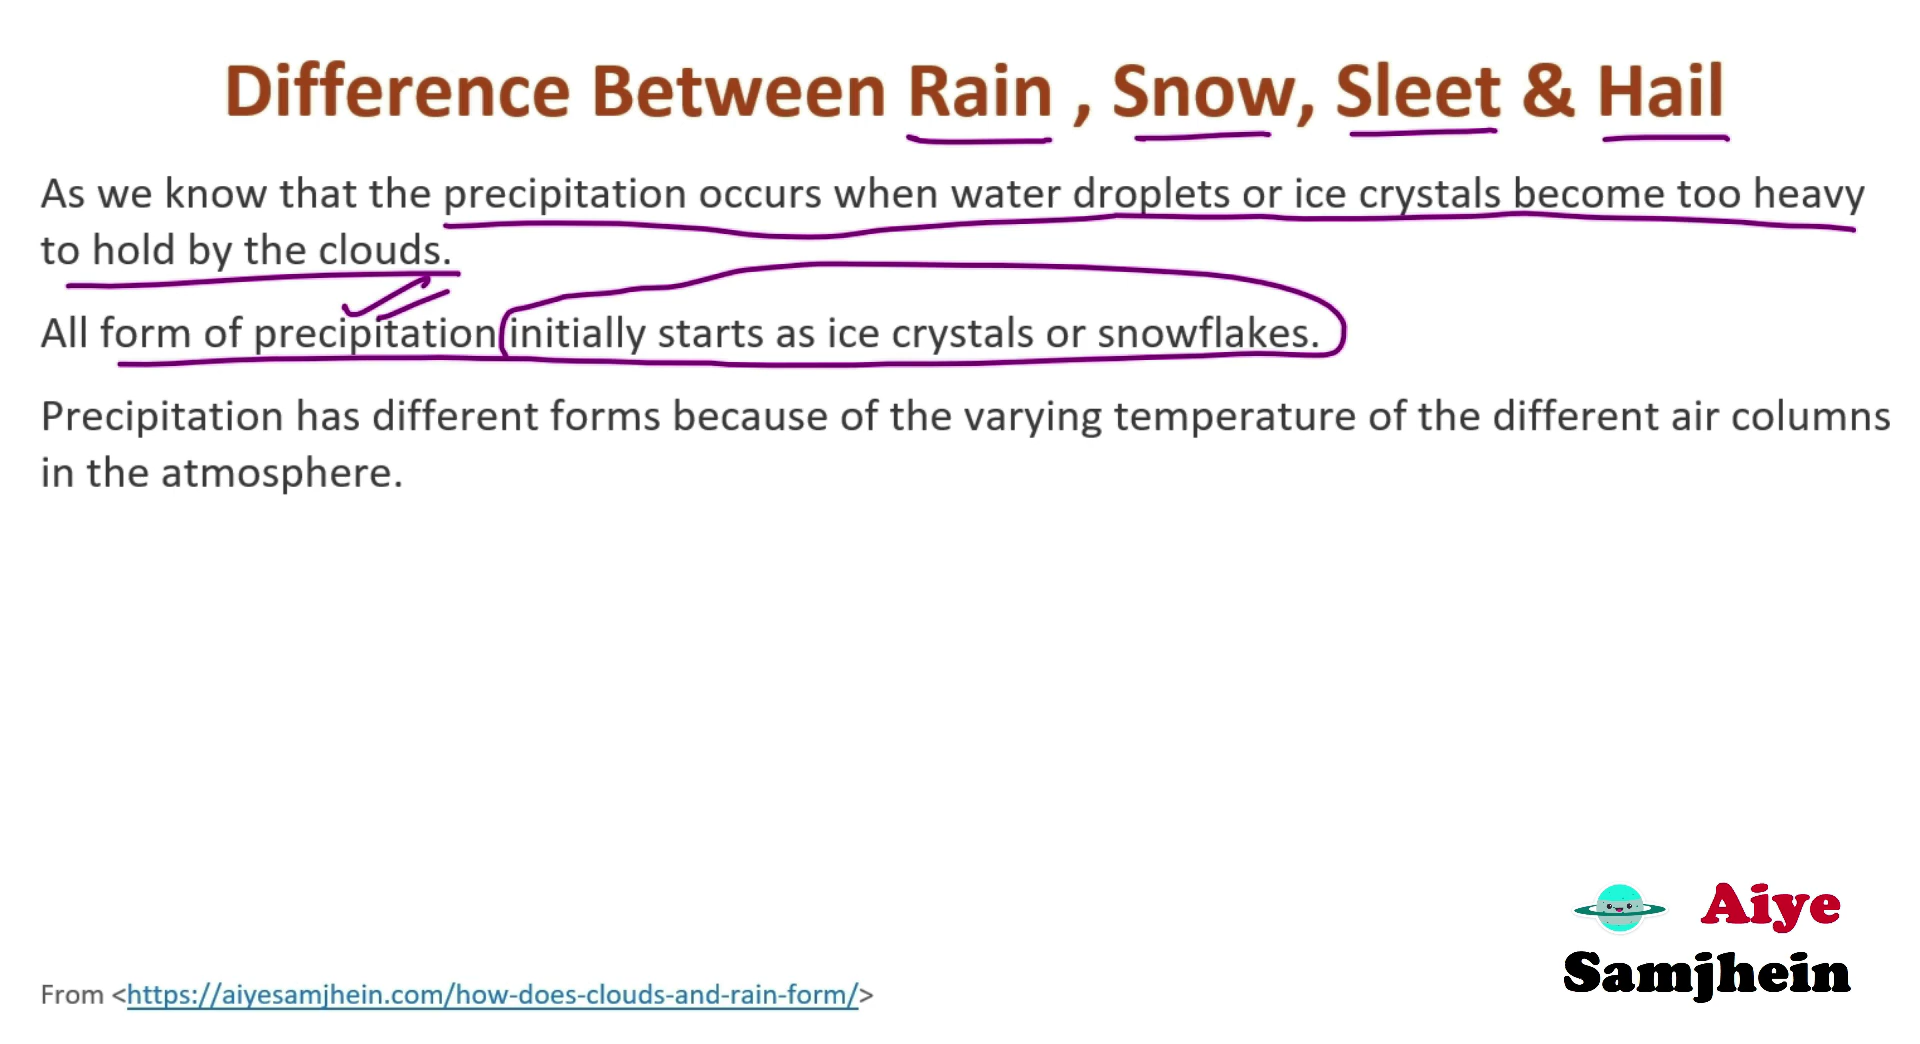 Difference Between Rain , Snow, Sleet & Hail
As we know that the precipitation occurs when water droplets or ice crystals become too heavy
to hold by the clouds.
All form of precipitation initially starts as ice crystals or snowflakes.
Precipitation has different forms because of the varying temperature of the different air columns
in the atmosphere.
Aiye
Samjhein
From <https://aiyesamjhein.com/how-does-clouds-and-rain-form/>